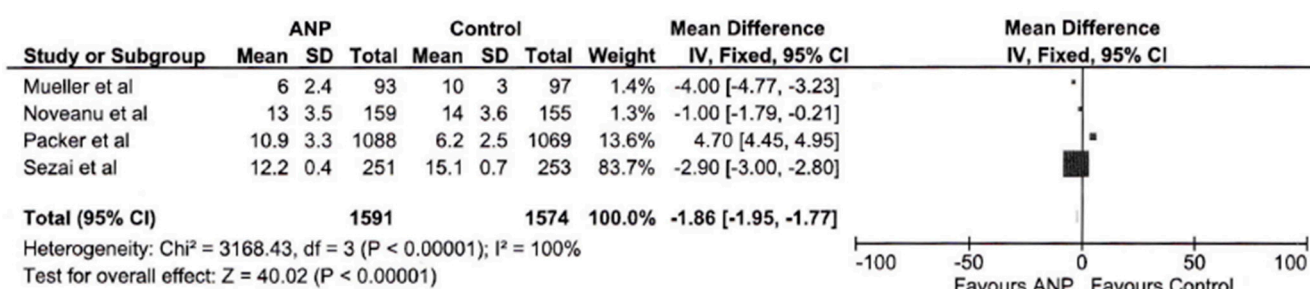 ANP Control Mean Difference Mean Difference
Study or Subgroup Mean SD Total Mean SD Total Weight IV, Fixed, 95% CI IV, Fixed, 95% CI
Mueller et al 6 2.4 93 10 3 97 1.4% -4.00 [-4.77, -3.23]
Noveanu et al 13 3.5 159 14 3.6 155 1.3% -1.00 [-1.79, -0.21]
Packer et al 10.9 3.3 1088 6.2 2.5 1069 13.6% 4.70 [4.45, 4.95]
Sezai et al 12.2 0.4 251 15.1 0.7 253 83.7% -2.90 [-3.00, -2.80]
Total (95% CI) 1591 1574 100.0% -1.86 [-1.95, -1.77]
Heterogeneity: Chi² = 3168.43, df = 3 (P < 0.00001); I² = 100%
Test for overall effect: Z = 40.02 (P < 0.00001)
-100 -50 0 50 100
Favours ANP Favours Control